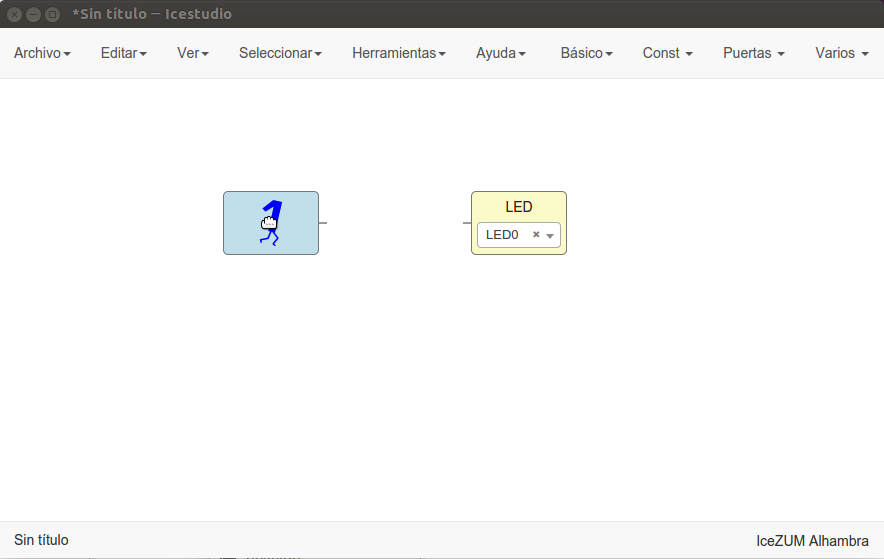 *Sin título — Icestudio
Archivo Editar Ver Seleccionar Herramientas Ayuda Básico Const Puertas Varios
1
LED
LED0
Sin título
IceZUM Alhambra